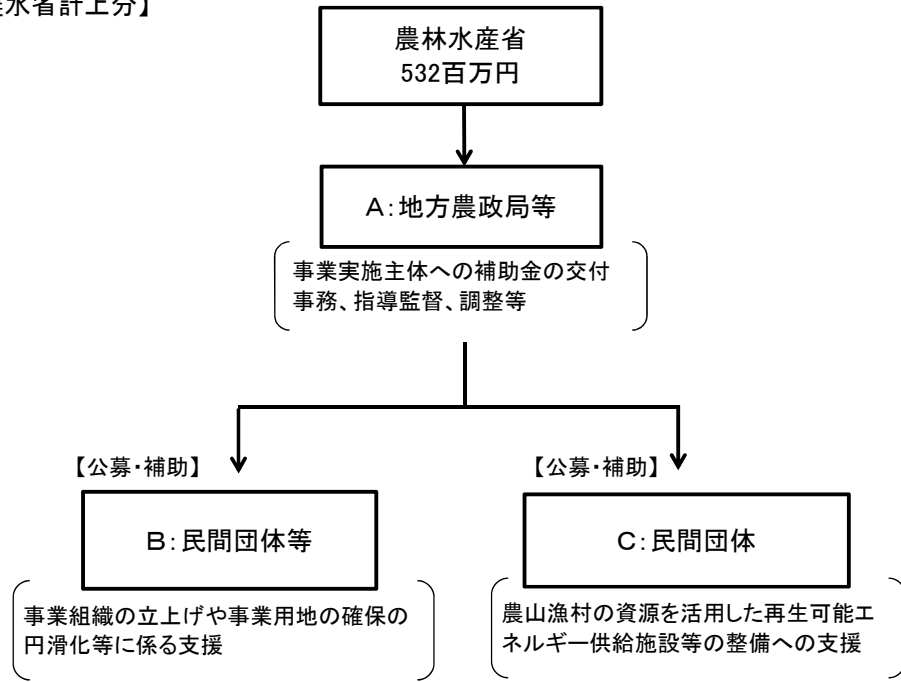 水省計上分】
農林水産省
532百万円
A:地方農政局等
事業実施主体への補助金の交付
事務、指導監督、調整等
【公募・補助】
【公募・補助】
B:民間団体等
C:民間団体
事業組織の立上げや事業用地の確保の
円滑化等に係る支援
農山漁村の資源を活用した再生可能エ
ネルギー供給施設等の整備への支援